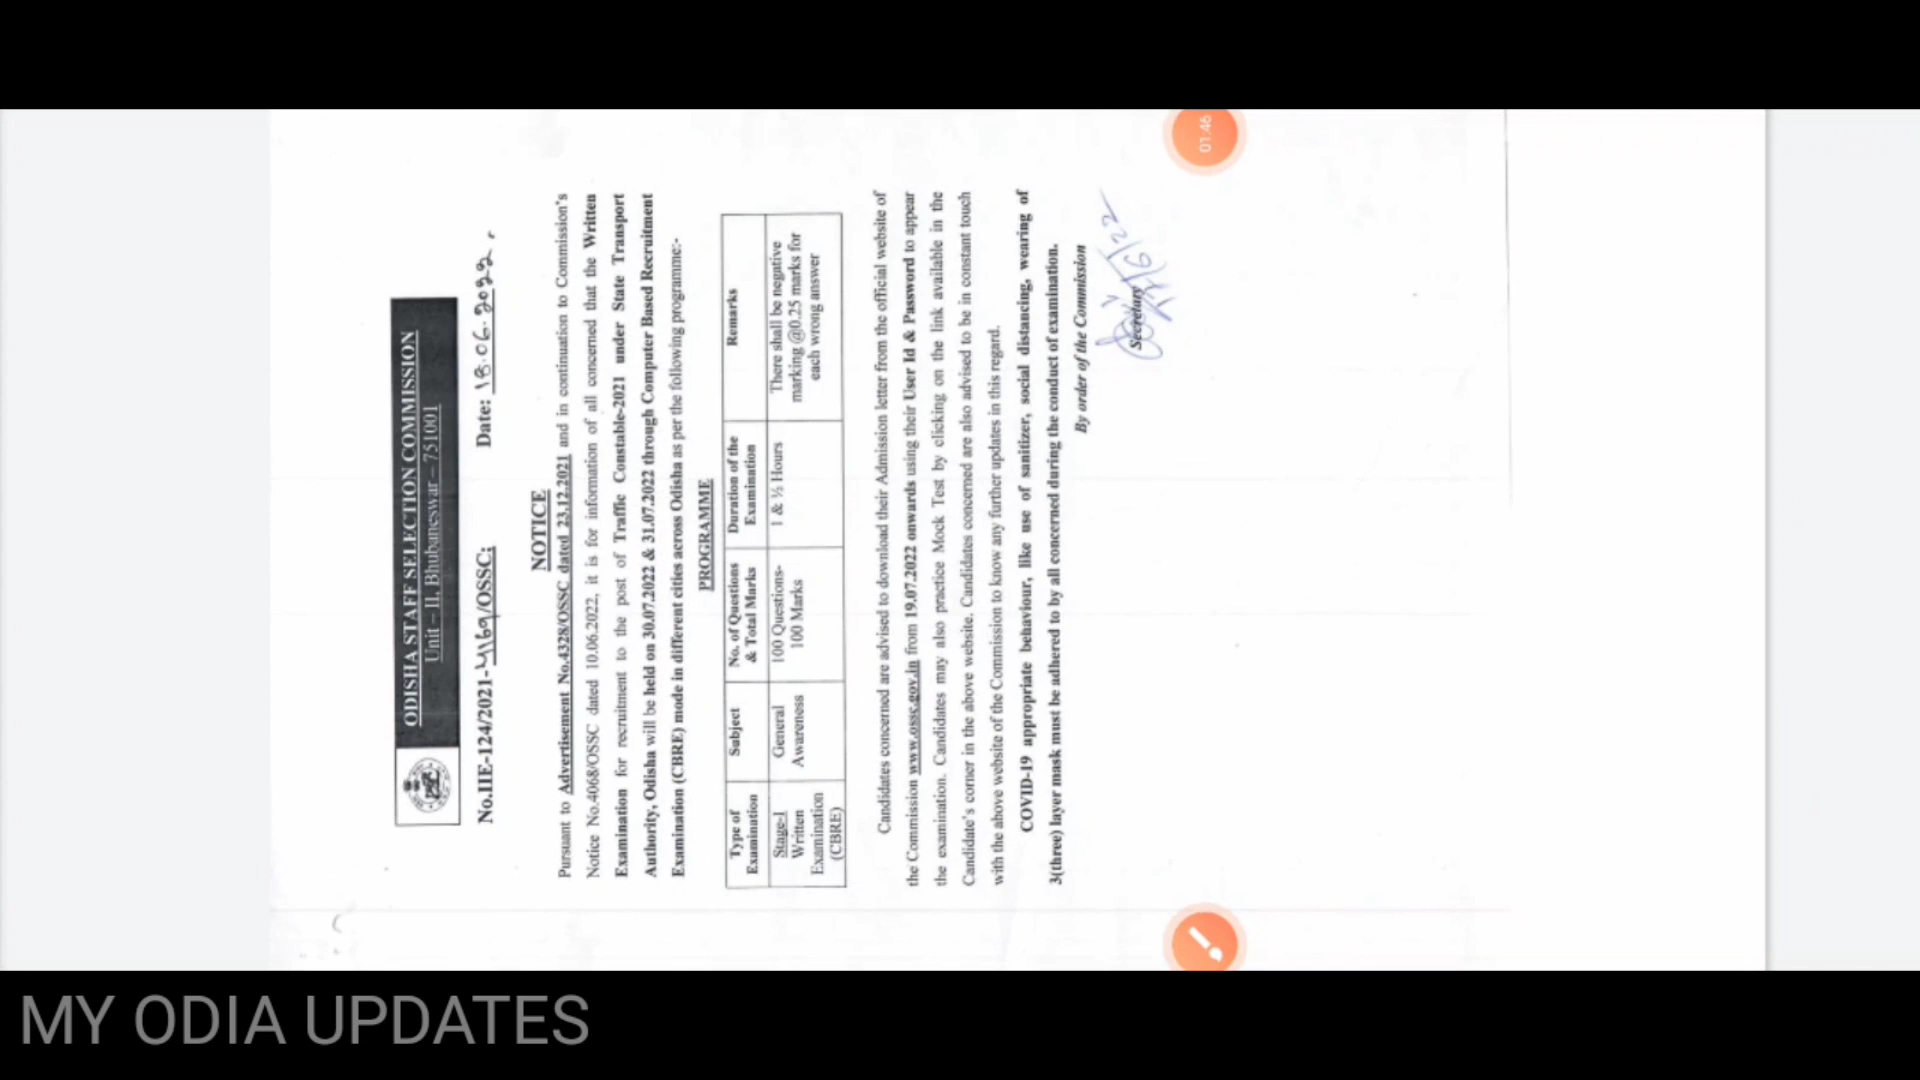 ODISHA STAFF SELECTION COMMISSION
Unit – II, Bhubaneswar – 751001
No.IIE-124/2021-4169/OSSC; Date: 18.06.2022.
NOTICE
Pursuant to Advertisement No.4328/OSSC dated 23.12.2021 and in continuation to Commission's
Notice No.4068/OSSC dated 10.06.2022, it is for information of all concerned that the Written
Examination for recruitment to the post of Traffic Constable-2021 under State Transport
Authority, Odisha will be held on 30.07.2022 & 31.07.2022 through Computer Based Recruitment
Examination (CBRE) mode in different cities across Odisha as per the following programme:-
PROGRAMME
Type of Examination Subject No. of Questions & Total Marks Duration of the Examination Remarks
Stage-I Written Examination (CBRE) General Awareness 100 Questions- 100 Marks 1 & ½ Hours There shall be negative marking @0.25 marks for each wrong answer
Candidates concerned are advised to download their Admission letter from the official website of
the Commission www.ossc.gov.in from 19.07.2022 onwards using their User Id & Password to appear
the examination. Candidates may also practice Mock Test by clicking on the link available in the
Candidate's corner in the above website. Candidates concerned are also advised to be in constant touch
with the above website of the Commission to know any further updates in this regard.
COVID-19 appropriate behaviour, like use of sanitizer, social distancing, wearing of
3(three) layer mask must be adhered to by all concerned during the conduct of examination.
By order of the Commission
Secretary
01:46
MY ODIA UPDATES